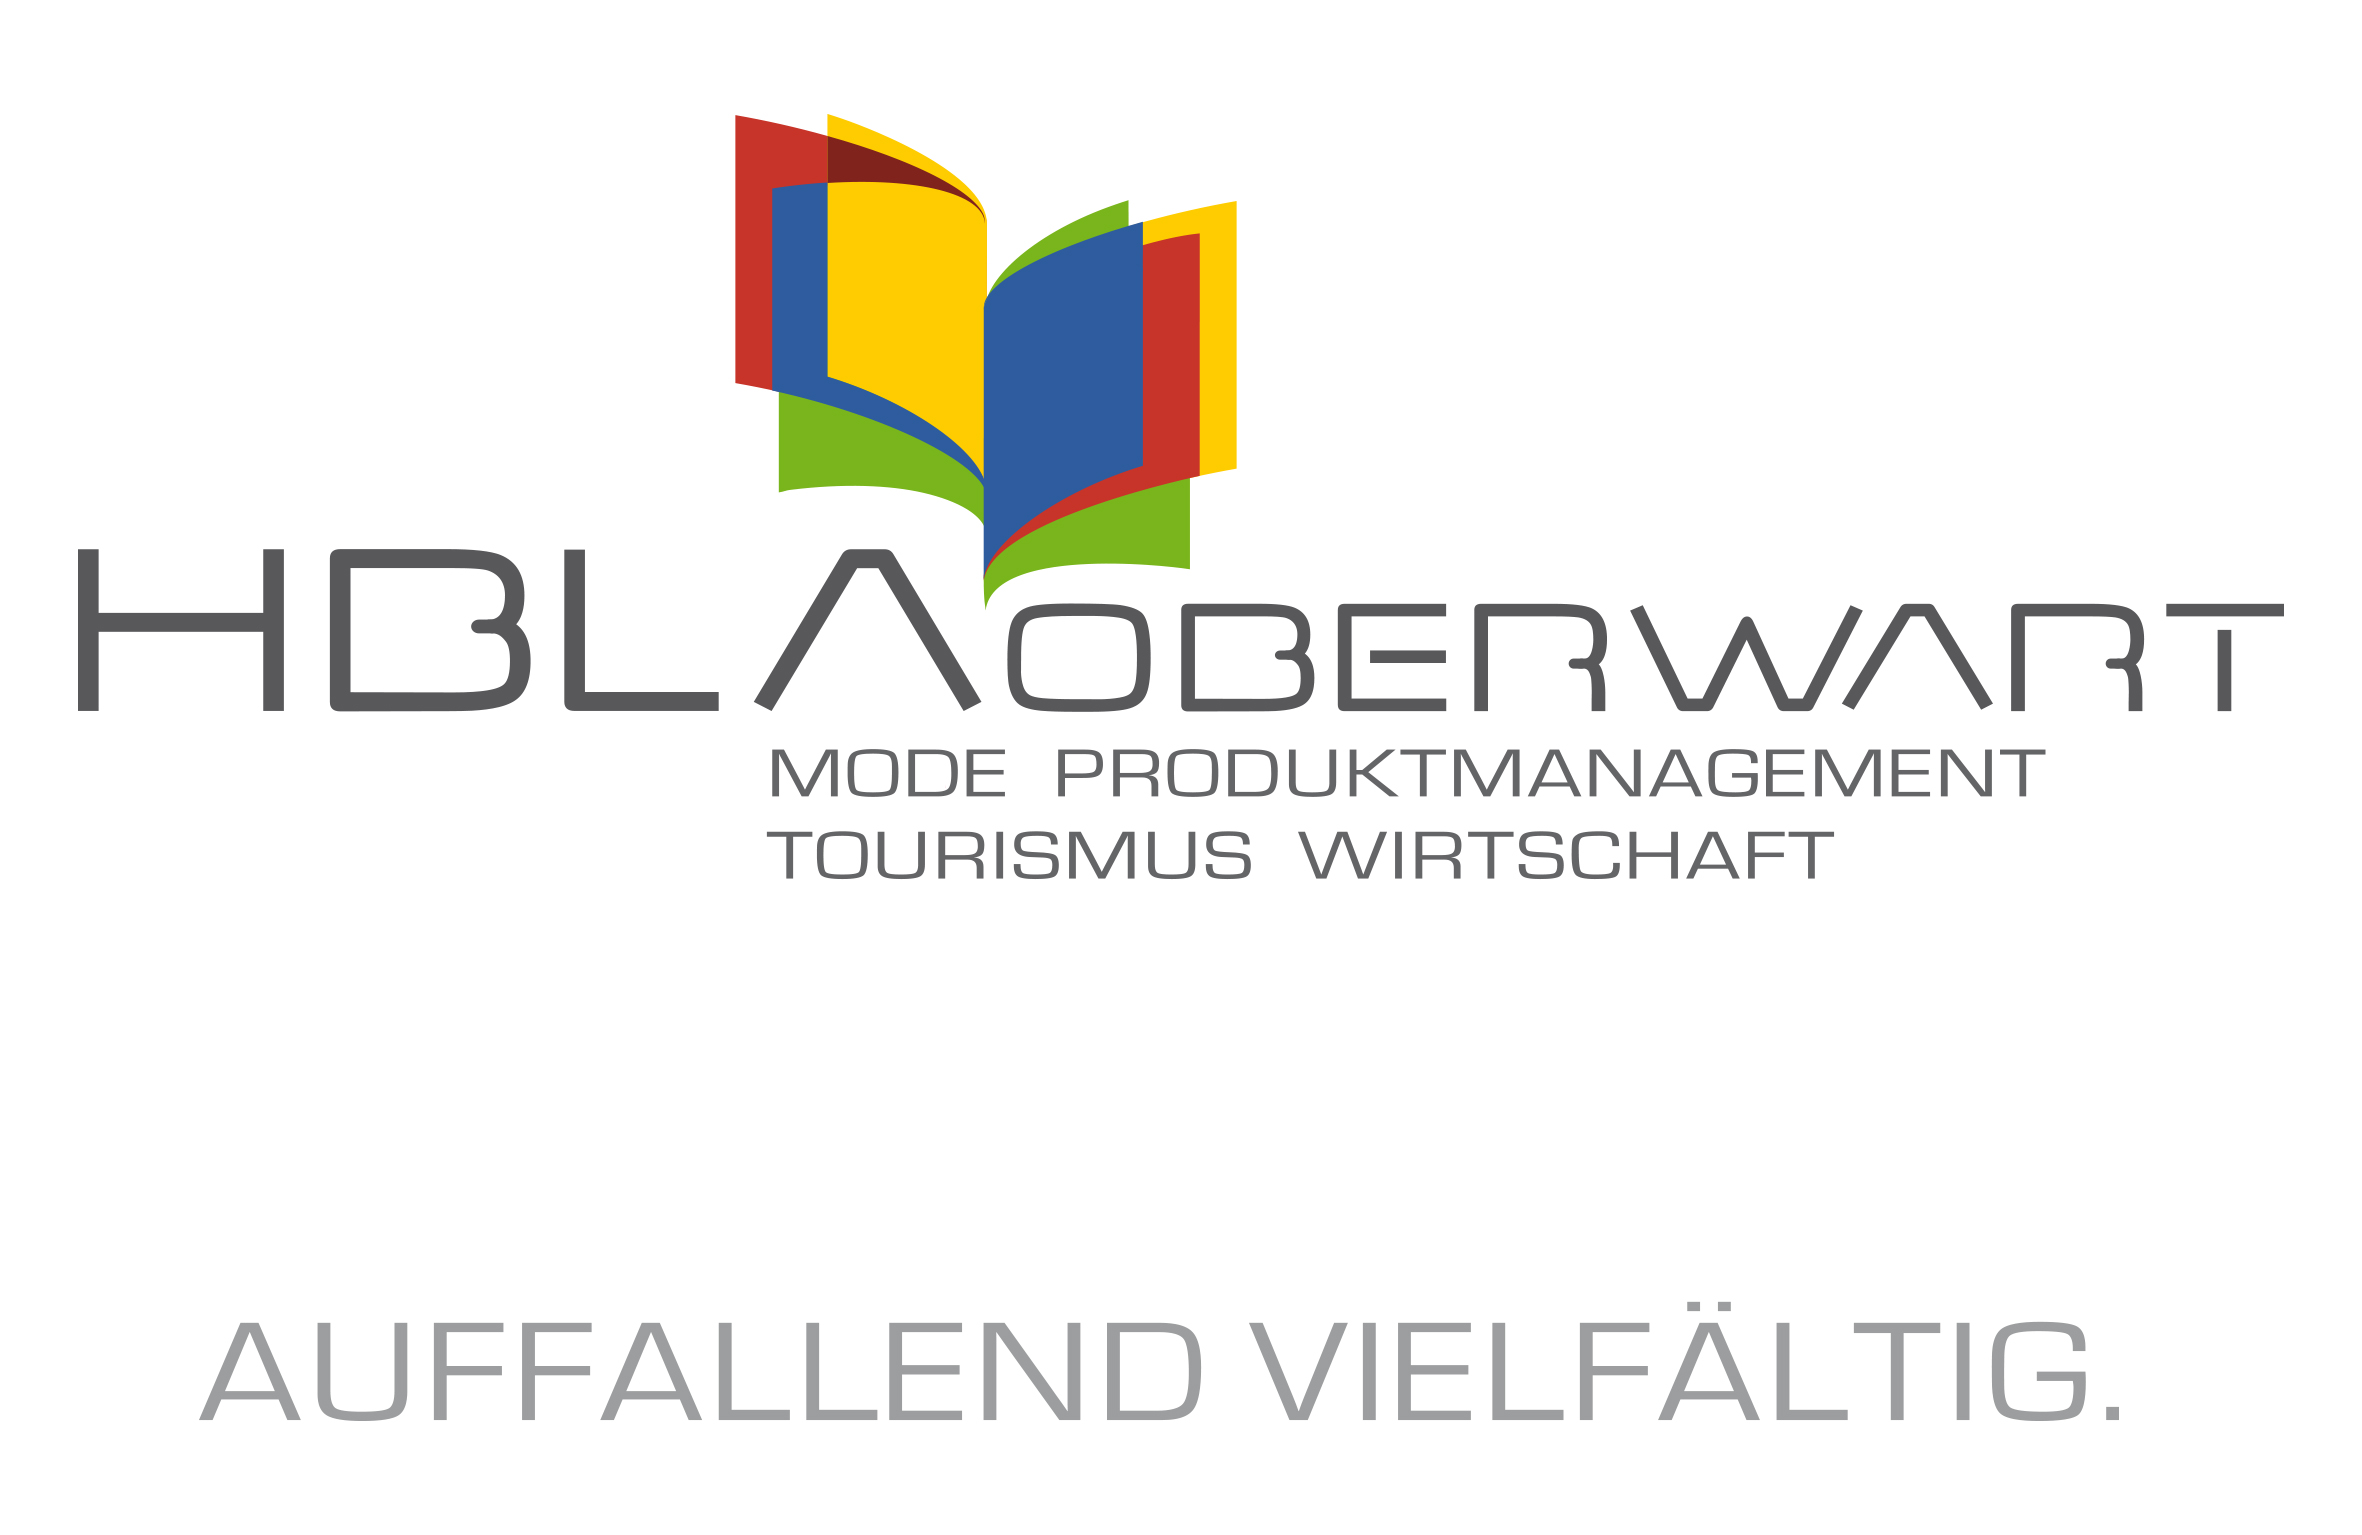 HBLA OBERWART
MODE PRODUKTMANAGEMENT
TOURISMUS WIRTSCHAFT
AUFFALLEND VIELFÄLTIG.